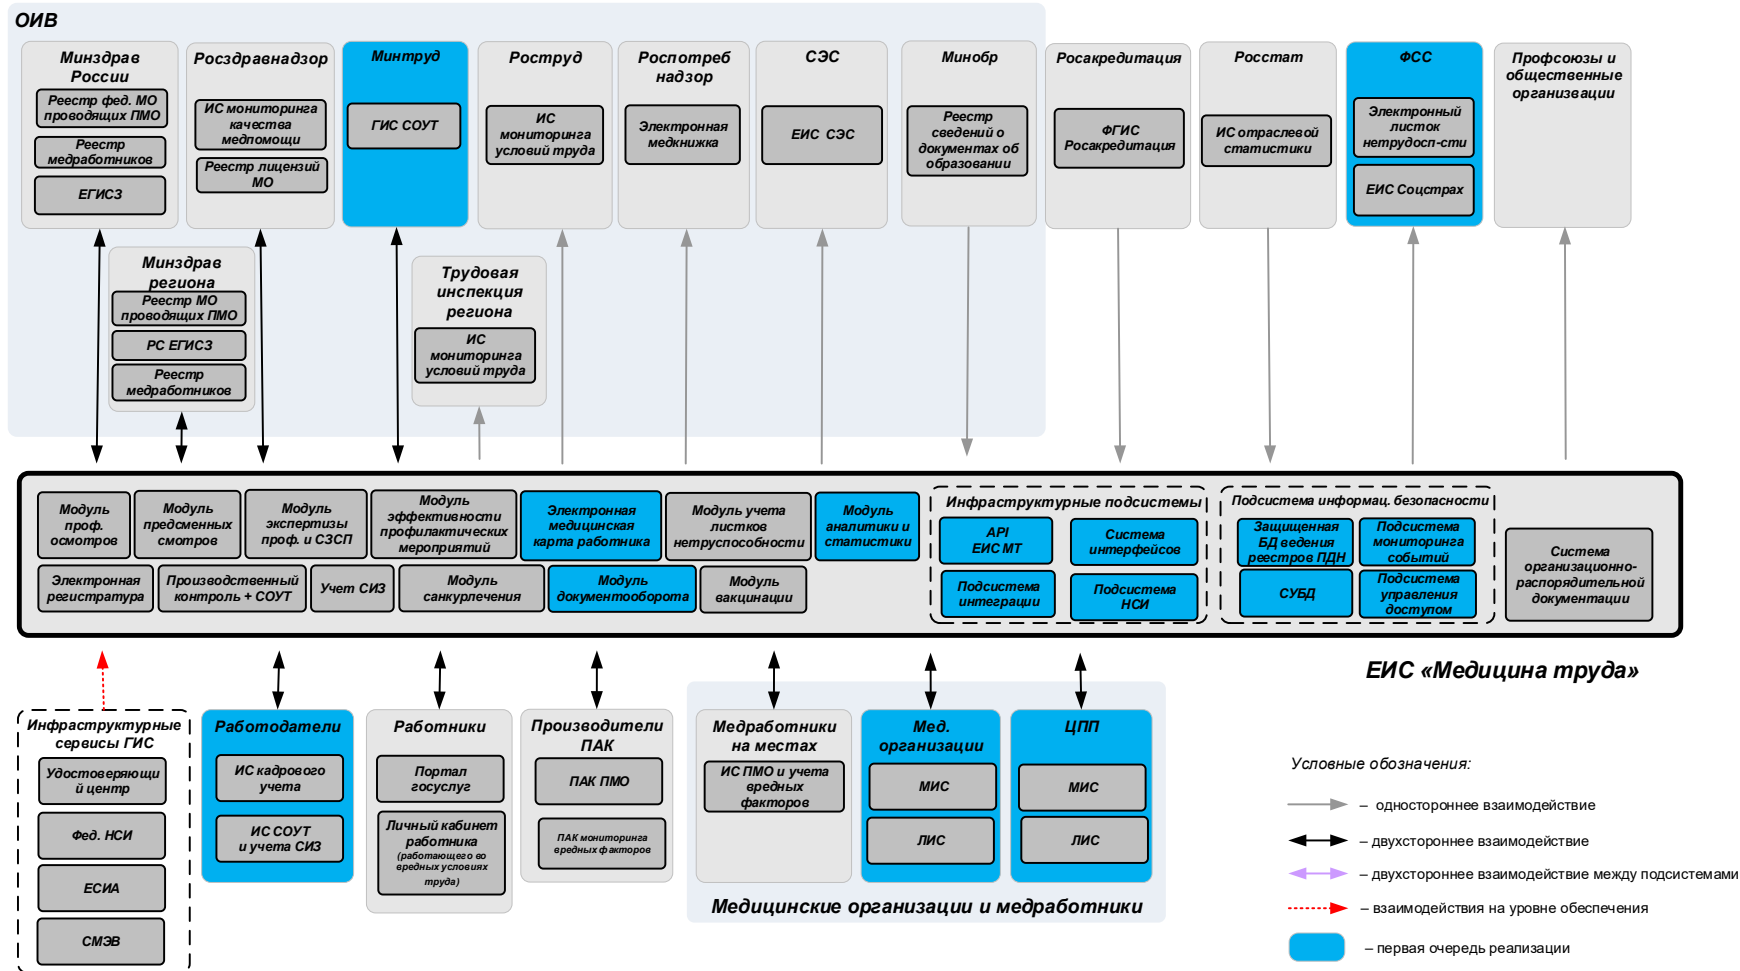 ОИВ
Минздрав
России
Реестр фед. МО
проводящих ПМО
Реестр
медработников
ЕГИСЗ
Росздравнадзор
ИС мониторинга
качества
медпомощи
Реестр лицензий
МО
Минтруд
ГИС СОУТ
Роструд
ИС
мониторинга
условий труда
Роспотреб
надзор
Электронная
медкнижка
СЭС
ЕИС СЭС
Минобр
Реестр
сведений о
документах об
образовании
Росакредитация
ФГИС
Росакредитация
Росстат
ИС отраслевой
статистики
ФСС
Электронный
листок
нетрудосп-сти
ЕИС Соцстрах
Профсоюзы и
общественные
организвации
Минздрав
региона
Реестр МО
проводящих ПМО
РС ЕГИСЗ
Реестр
медработников
Трудовая
инспекция
региона
ИС
мониторинга
условий труда
Модуль
проф.
осмотров
Модуль
предсменных
смотров
Модуль
экспертизы
проф. и СЗСП
Модуль
эффективности
профилактических
мероприятий
Электронная
медицинская
карта работника
Модуль учета
листков
нетруспособности
Модуль
аналитики и
статистики
Электронная
регистратура
Производственный
контроль + СОУТ
Учет СИЗ
Модуль
санкурлечения
Модуль
документооборота
Модуль
вакцинации
Инфраструктурные подсистемы
API
ЕИС МТ
Система
интерфейсов
Подсистема
интеграции
Подсистема
НСИ
Подсистема информац. безопасности
Защищенная
БД ведения
реестров ПДН
Подсистема
мониторинга
событий
СУБД
Подсистема
управления
доступом
Система
организационно-
распорядительной
документации
ЕИС «Медицина труда»
Инфраструктурные
сервисы ГИС
Удостоверяющи
й центр
Фед. НСИ
ЕСИА
СМЭВ
Работодатели
ИС кадрового
учета
ИС СОУТ
и учета СИЗ
Работники
Портал
госуслуг
Личный кабинет
работника
(работающего во
вредных условиях
труда)
Производители
ПАК
ПАК ПМО
ПАК мониторинга
вредных факторов
Медработники
на местах
ИС ПМО и учета
вредных
факторов
Мед.
организации
МИС
ЛИС
ЦПП
МИС
ЛИС
Медицинские организации и медработники
Условные обозначения:
– одностороннее взаимодействие
– двухстороннее взаимодействие
– двухстороннее взаимодействие между подсистемами
– взаимодействия на уровне обеспечения
– первая очередь реализации